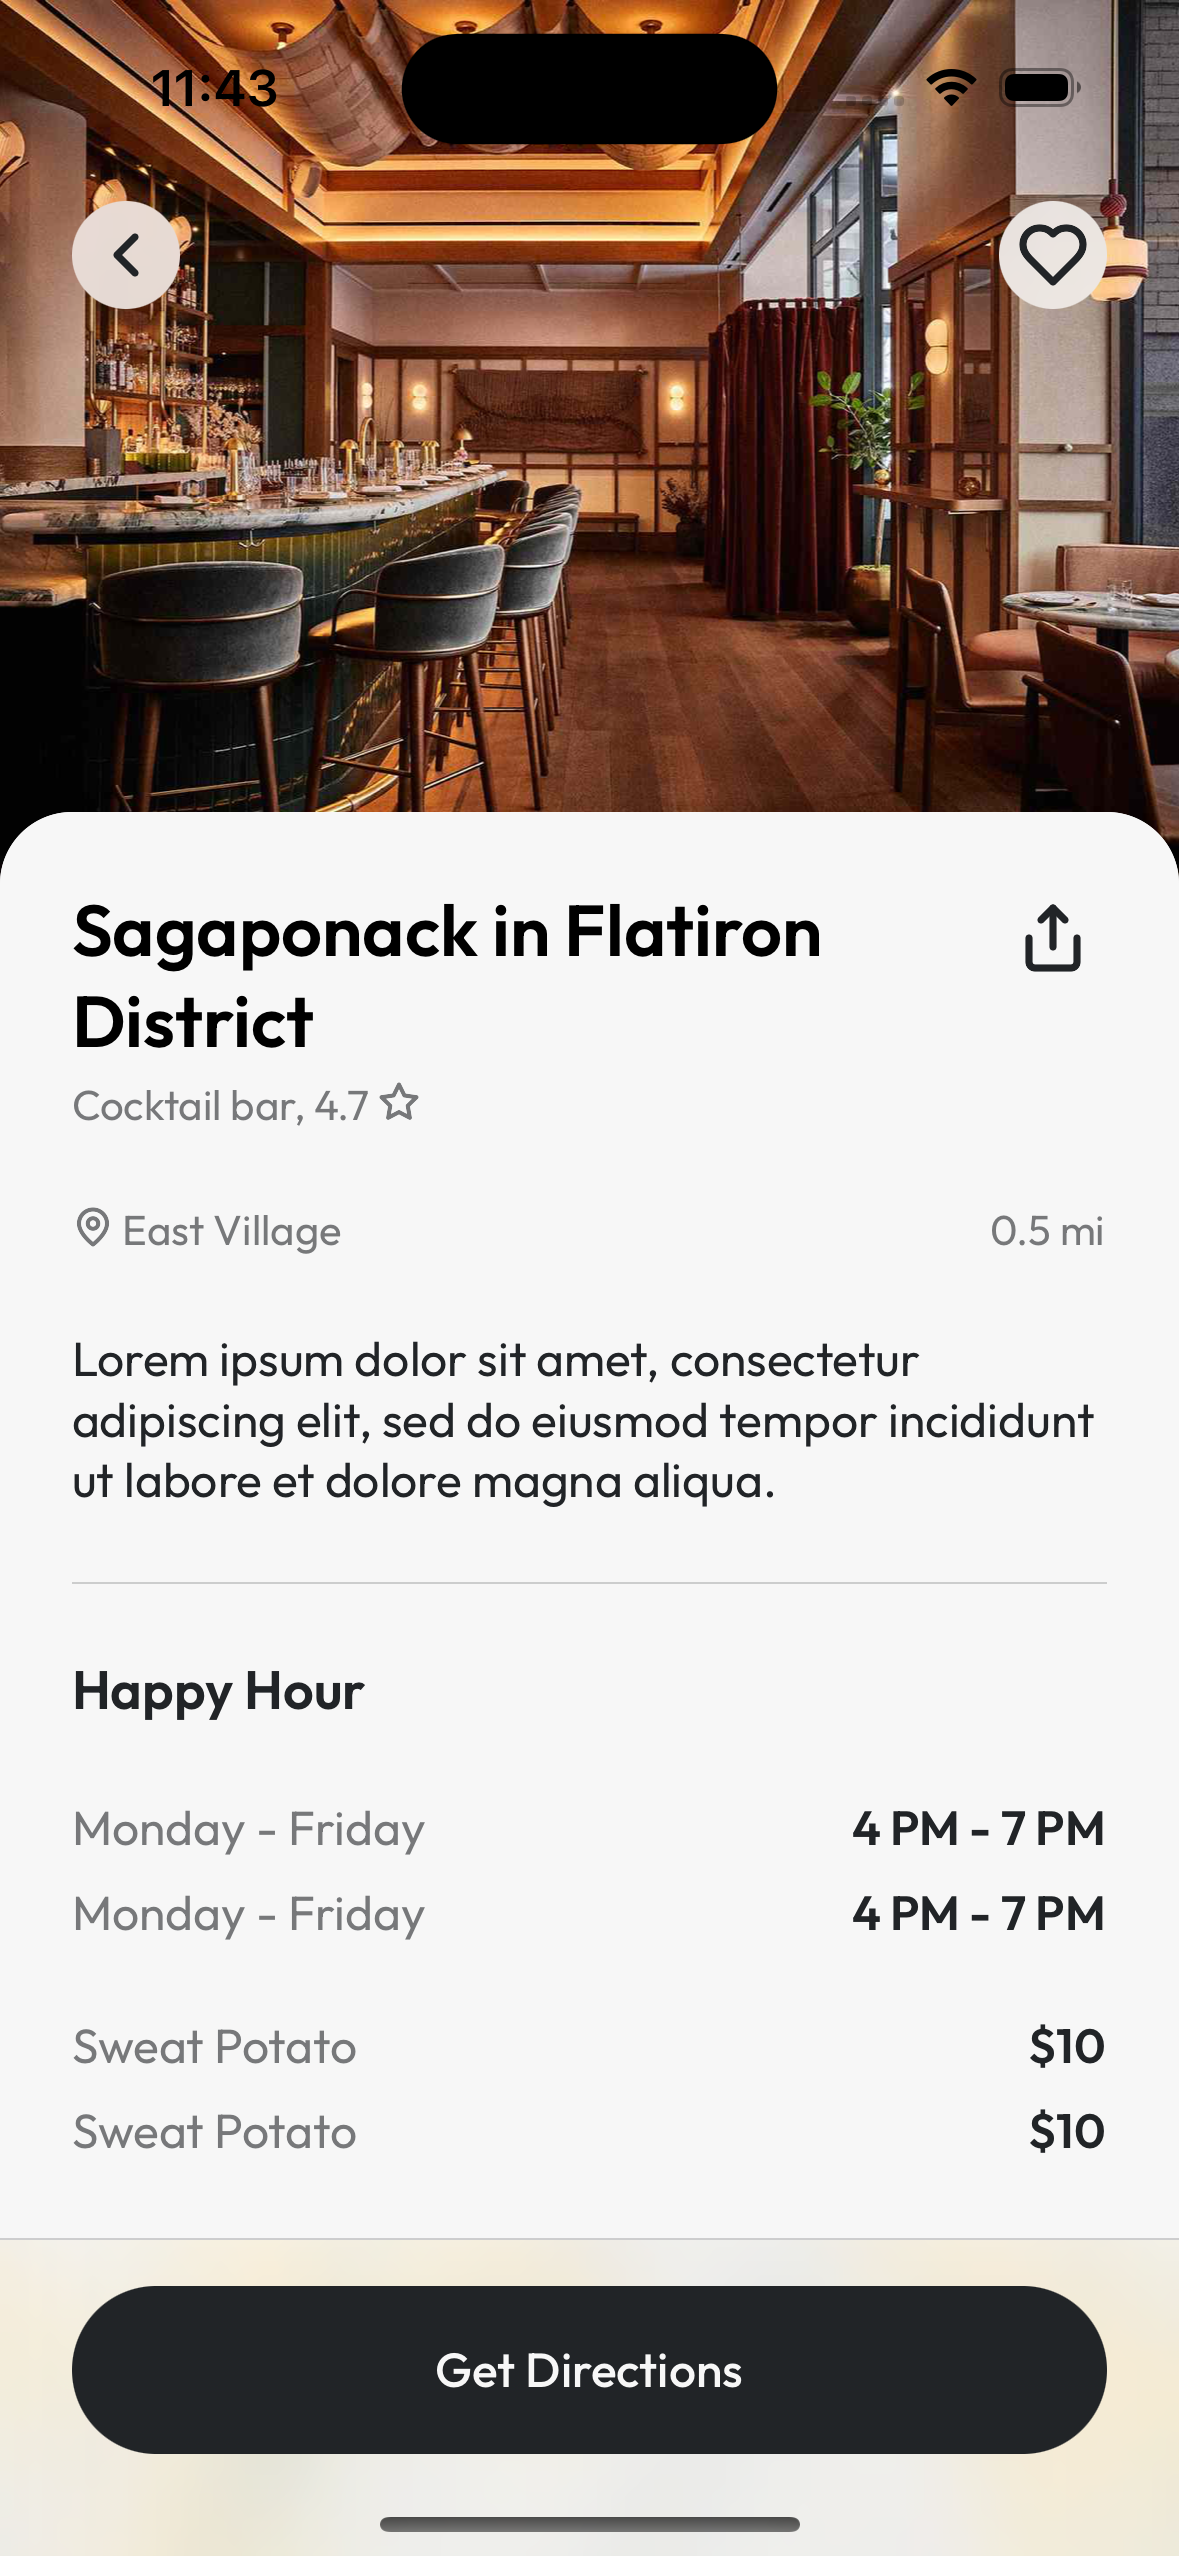 11:43
Sagaponack in Flatiron
District
Cocktail bar, 4.7
East Village 0.5 mi
Lorem ipsum dolor sit amet, consectetur
adipiscing elit, sed do eiusmod tempor incididunt
ut labore et dolore magna aliqua.
Happy Hour
Monday - Friday 4 PM - 7 PM
Monday - Friday 4 PM - 7 PM
Sweat Potato $10
Sweat Potato $10
Get Directions